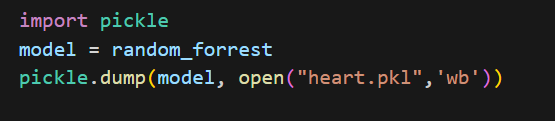 import pickle
model = random_forrest
pickle.dump(model, open("heart.pkl",'wb'))